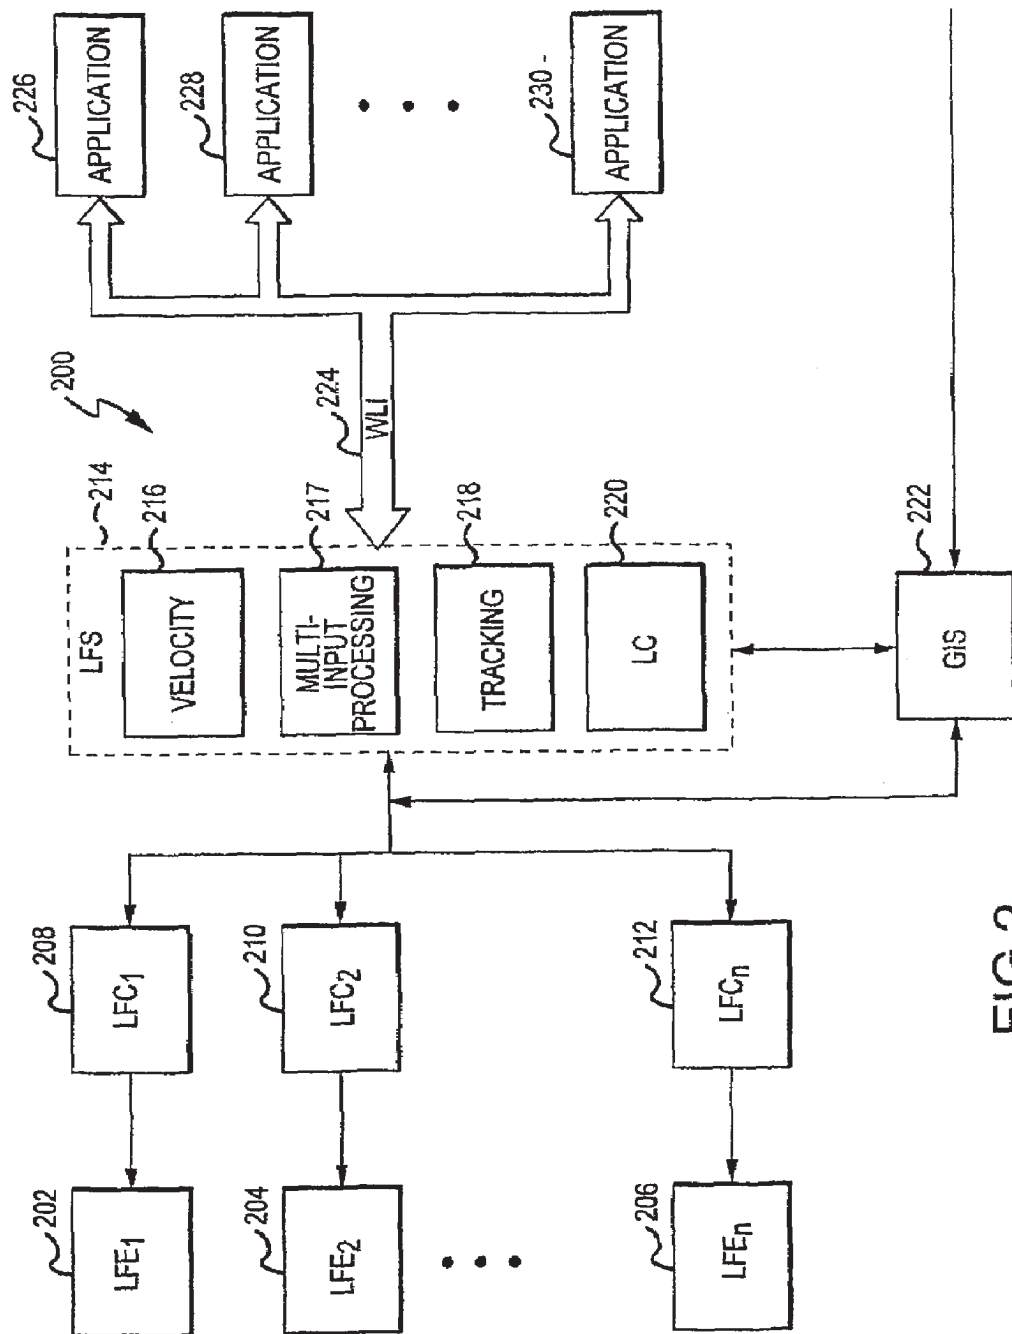 202
LFE1
208
LFC1
LFS
214
VELOCITY
216
200
226
APPLICATION
204
LFE2
210
LFC2
MULTI-
INPUT
PROCESSING
217
224
WLI
228
APPLICATION
TRACKING
218
206
LFEn
212
LFCn
LC
220
230
APPLICATION
GIS
222
FIG.2